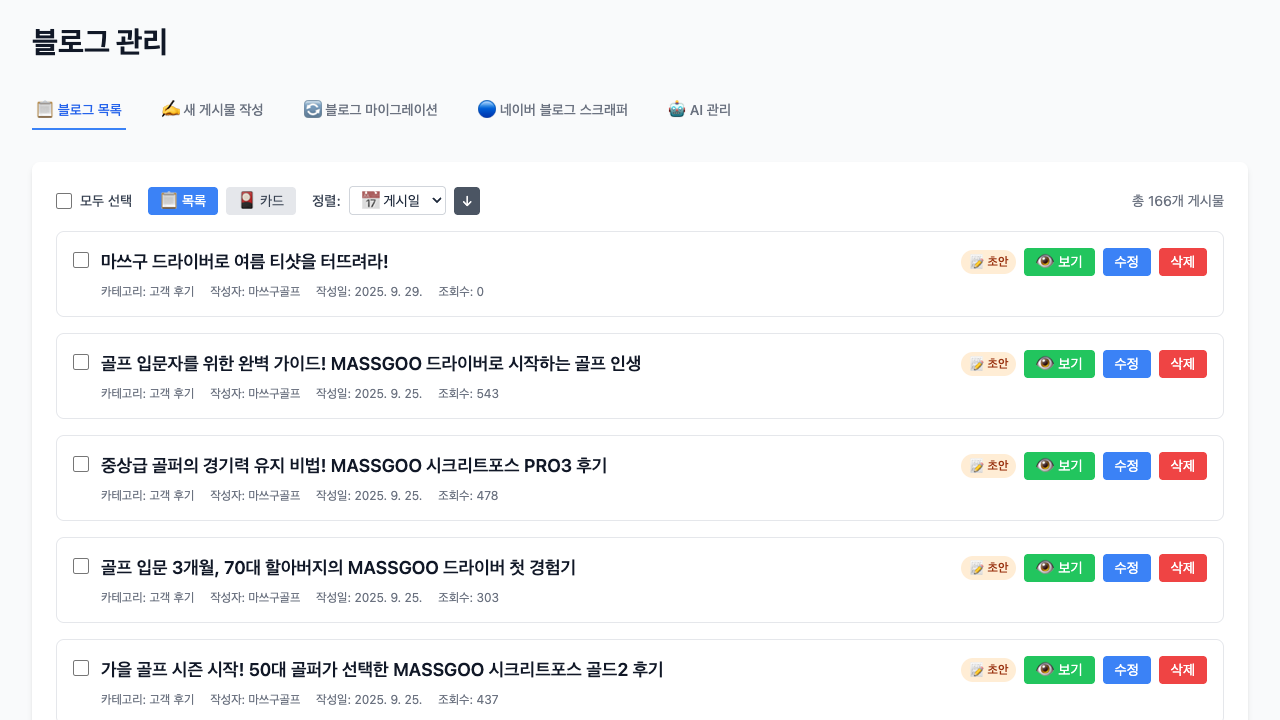 블로그 관리
📋 블로그 목록 ✍️ 새 게시물 작성 🔄 블로그 마이그레이션 🔵 네이버 블로그 스크래퍼 🤖 AI 관리
모두 선택 📋 목록 🎴 카드 정렬: 📅 게시일 ↓ 총 166개 게시물
마쓰구 드라이버로 여름 티샷을 터뜨려라! 📝 초안 👁️ 보기 수정 삭제
카테고리: 고객 후기 작성자: 마쓰구골프 작성일: 2025. 9. 29. 조회수: 0
골프 입문자를 위한 완벽 가이드! MASSGOO 드라이버로 시작하는 골프 인생 📝 초안 👁️ 보기 수정 삭제
카테고리: 고객 후기 작성자: 마쓰구골프 작성일: 2025. 9. 25. 조회수: 543
중상급 골퍼의 경기력 유지 비법! MASSGOO 시크리트포스 PRO3 후기 📝 초안 👁️ 보기 수정 삭제
카테고리: 고객 후기 작성자: 마쓰구골프 작성일: 2025. 9. 25. 조회수: 478
골프 입문 3개월, 70대 할아버지의 MASSGOO 드라이버 첫 경험기 📝 초안 👁️ 보기 수정 삭제
카테고리: 고객 후기 작성자: 마쓰구골프 작성일: 2025. 9. 25. 조회수: 303
가을 골프 시즌 시작! 50대 골퍼가 선택한 MASSGOO 시크리트포스 골드2 후기 📝 초안 👁️ 보기 수정 삭제
카테고리: 고객 후기 작성자: 마쓰구골프 작성일: 2025. 9. 25. 조회수: 437